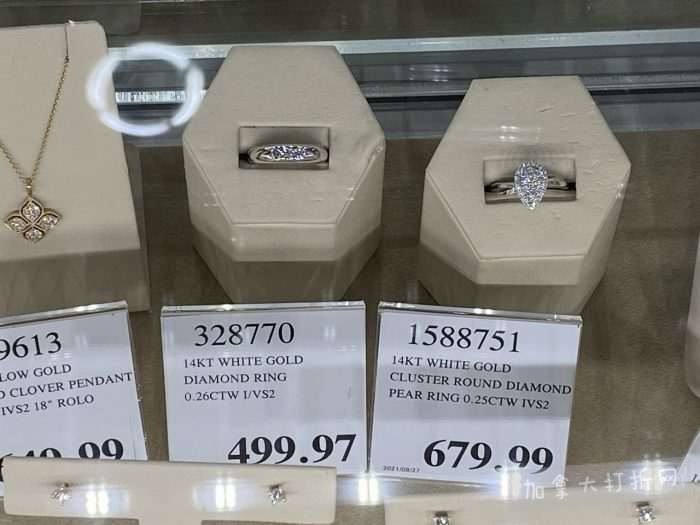 9613
LOW GOLD
CLOVER PENDANT
IVS2 18" ROLO
.99
328770
14KT WHITE GOLD
DIAMOND RING
0.26CTW I/VS2
499.97
1588751
14KT WHITE GOLD
CLUSTER ROUND DIAMOND
PEAR RING 0.25CTW IVS2
679.99
2021/09/27
加拿大打折网